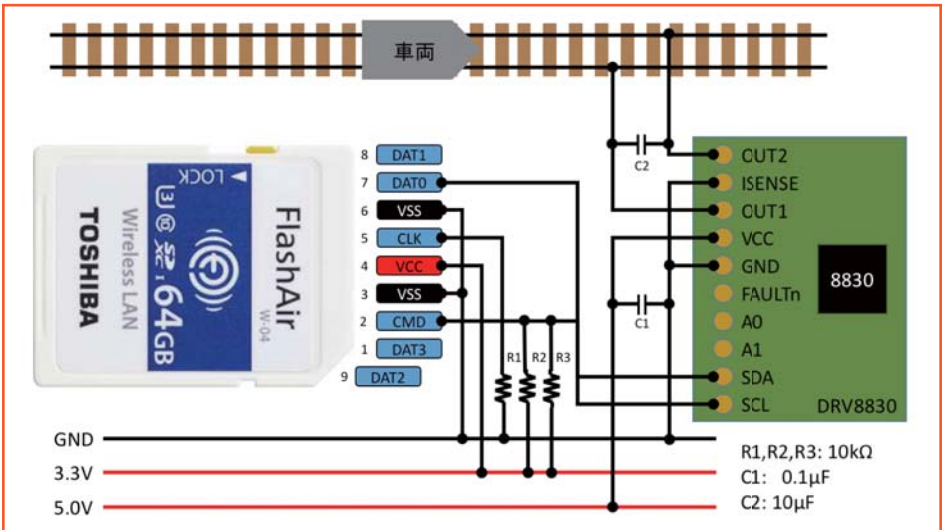 車両
8 DAT1
7 DAT0
6 VSS
5 CLK
4 VCC
3 VSS
2 CMD
1 DAT3
9 DAT2
LOCK
FlashAir
W-04
64GB
Wireless LAN
TOSHIBA
C2
C1
R1
R2
R3
OUT2
ISENSE
OUT1
VCC
GND
FAULTn
A0
A1
SDA
SCL
8830
DRV8830
GND
3.3V
5.0V
R1,R2,R3: 10kΩ
C1: 0.1μF
C2: 10μF